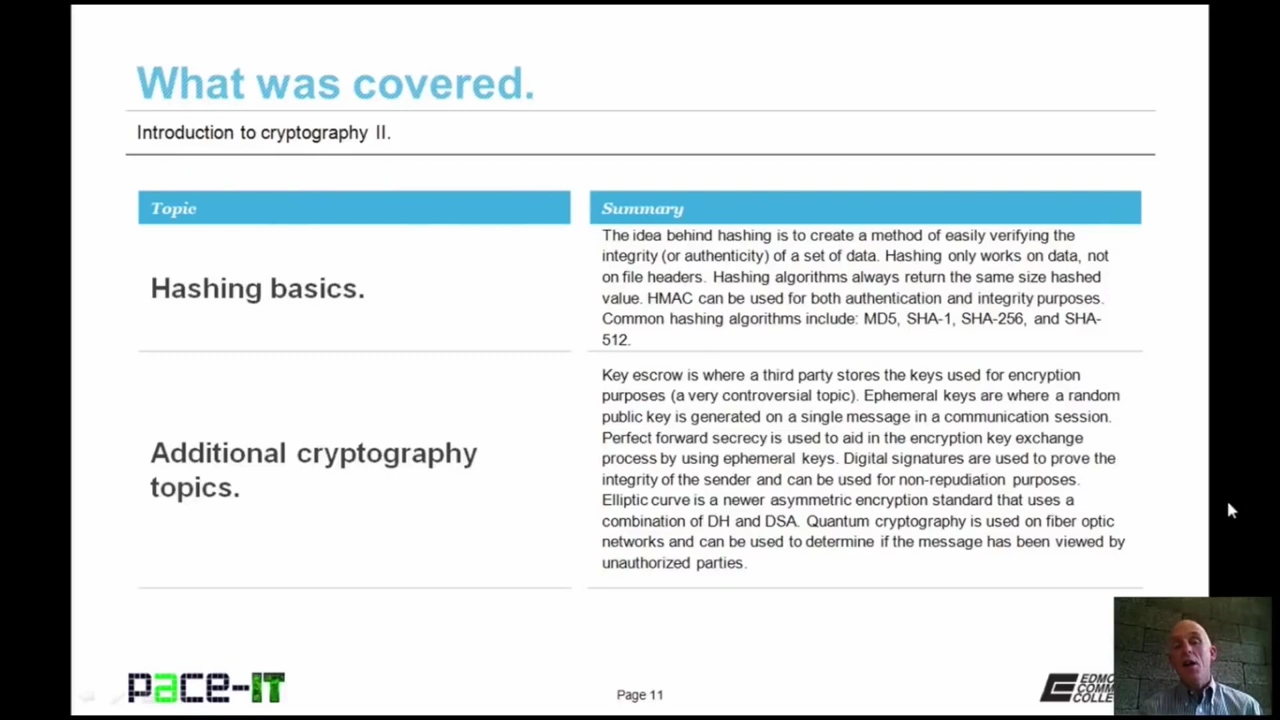 What was covered.
Introduction to cryptography II.
Topic
Summary
Hashing basics.
The idea behind hashing is to create a method of easily verifying the
integrity (or authenticity) of a set of data. Hashing only works on data, not
on file headers. Hashing algorithms always return the same size hashed
value. HMAC can be used for both authentication and integrity purposes.
Common hashing algorithms include: MD5, SHA-1, SHA-256, and SHA-
512.
Additional cryptography
topics.
Key escrow is where a third party stores the keys used for encryption
purposes (a very controversial topic). Ephemeral keys are where a random
public key is generated on a single message in a communication session.
Perfect forward secrecy is used to aid in the encryption key exchange
process by using ephemeral keys. Digital signatures are used to prove the
integrity of the sender and can be used for non-repudiation purposes.
Elliptic curve is a newer asymmetric encryption standard that uses a
combination of DH and DSA. Quantum cryptography is used on fiber optic
networks and can be used to determine if the message has been viewed by
unauthorized parties.
pace-IT
Page 11